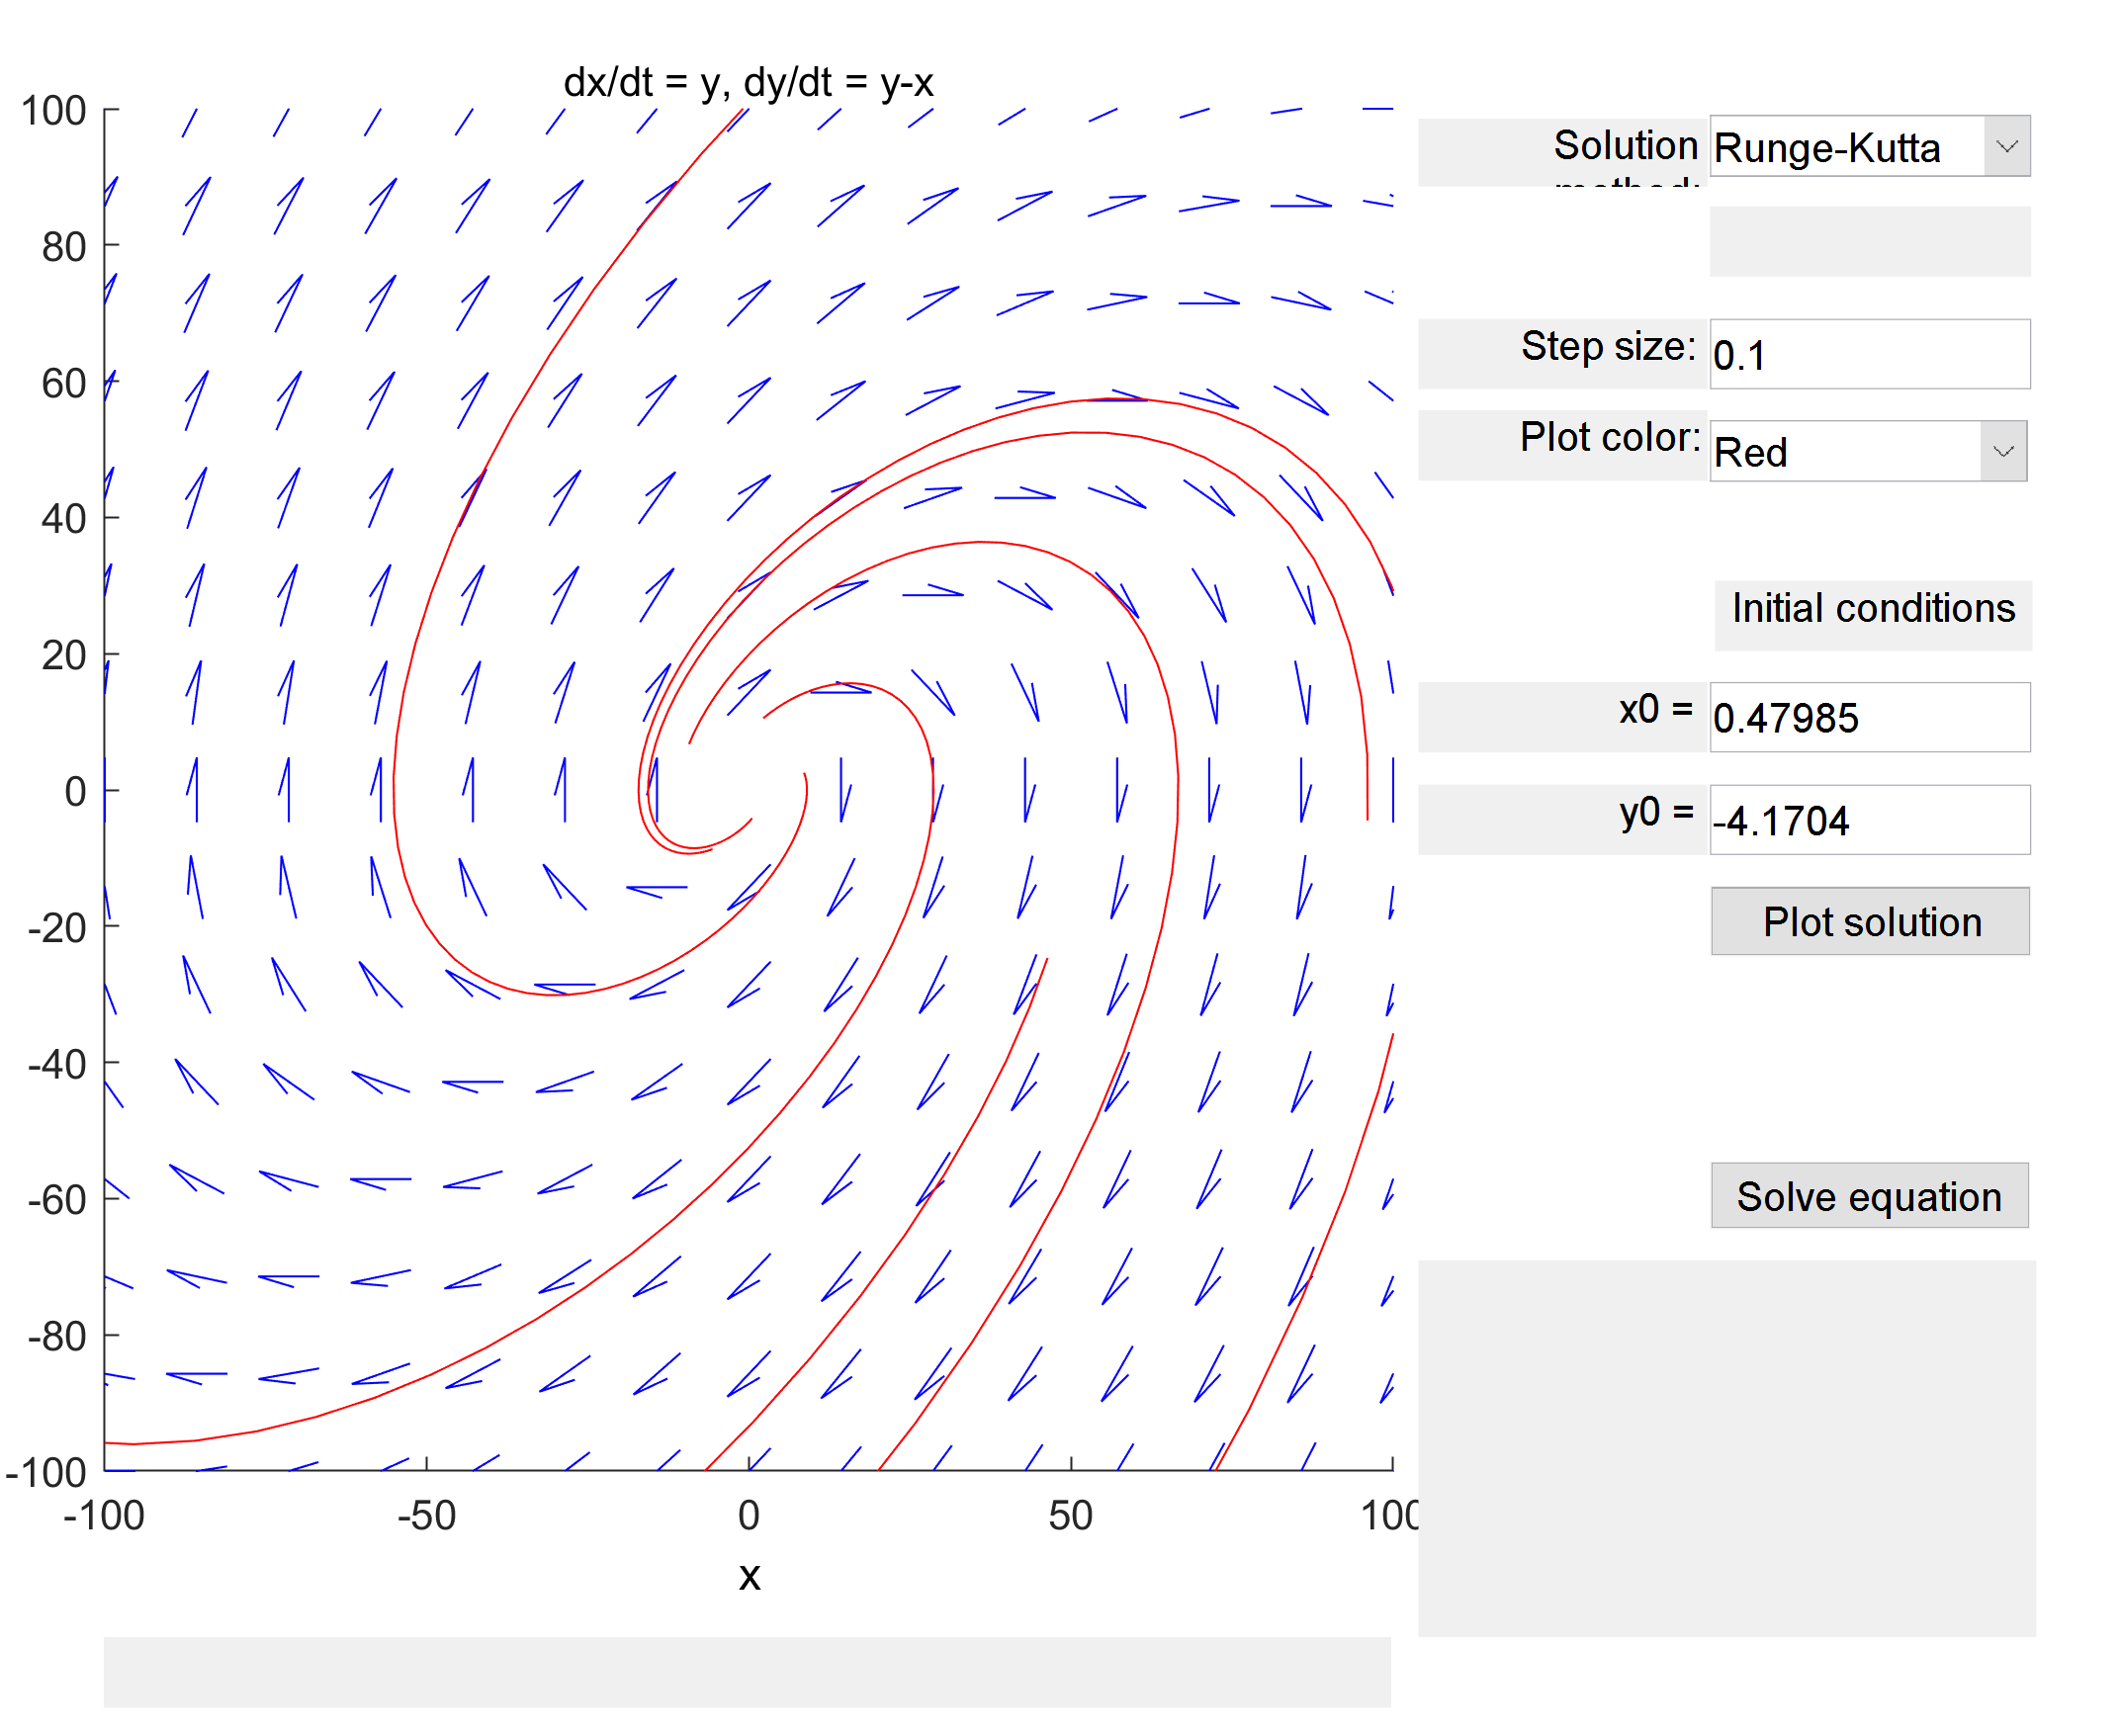 dx/dt = y, dy/dt = y-x
100
80
60
40
20
0
-20
-40
-60
-80
-100
-100
-50
0
50
100
x
Solution
method:
Runge-Kutta
Step size:
0.1
Plot color:
Red
Initial conditions
x0 =
0.47985
y0 =
-4.1704
Plot solution
Solve equation